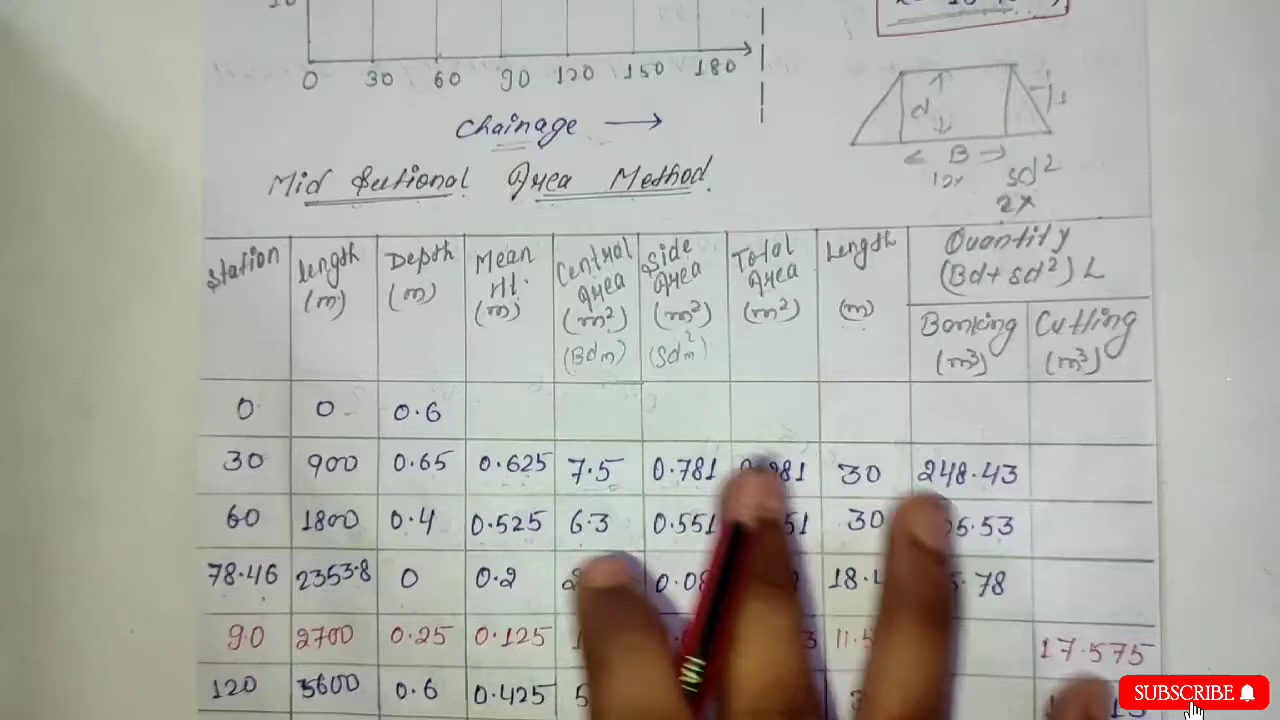 0 30 60 90 120 150 180
Chainage
d
B
12x
sd²
2x
Mid Sectional Area Method
Station Length (m) Depth (m) Mean Ht. (m) Central Area (m²) (Bdm) Side Area (m²) (Sdm²) Total Area (m²) Length (m) Quantity (Bd+sd²) L
Banking (m³) Cutting (m³)
0 0 0.6
30 900 0.65 0.625 7.5 0.781 30 248.43
60 1800 0.4 0.525 6.3 0.551 30
78.46 2353.8 0 0.2
90 2700 0.25 0.125 17.575
120 3600 0.6 0.425
SUBSCRIBE